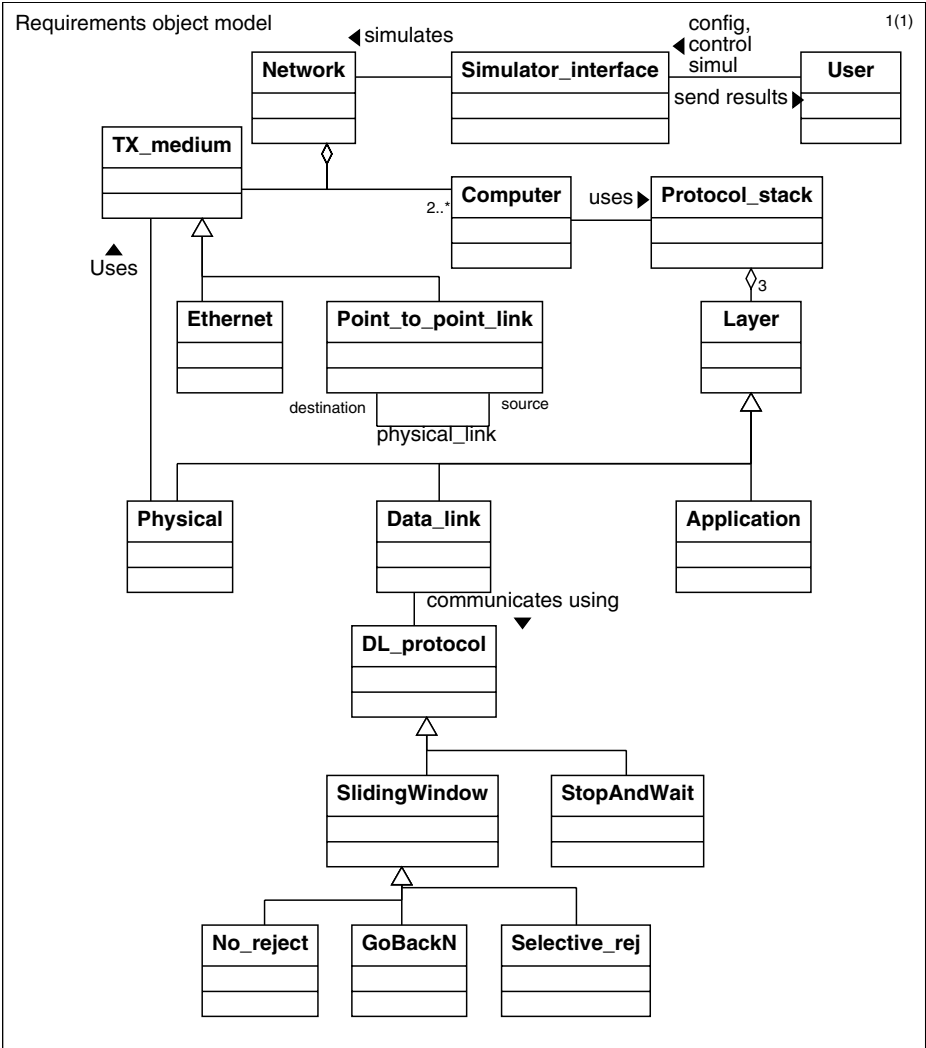 Requirements object model
1(1)
simulates
config,
control
simul
Network
Simulator_interface
User
send results
TX_medium
2..*
Computer
uses
Protocol_stack
Uses
3
Ethernet
Point_to_point_link
Layer
destination
source
physical_link
Physical
Data_link
Application
communicates using
DL_protocol
SlidingWindow
StopAndWait
No_reject
GoBackN
Selective_rej